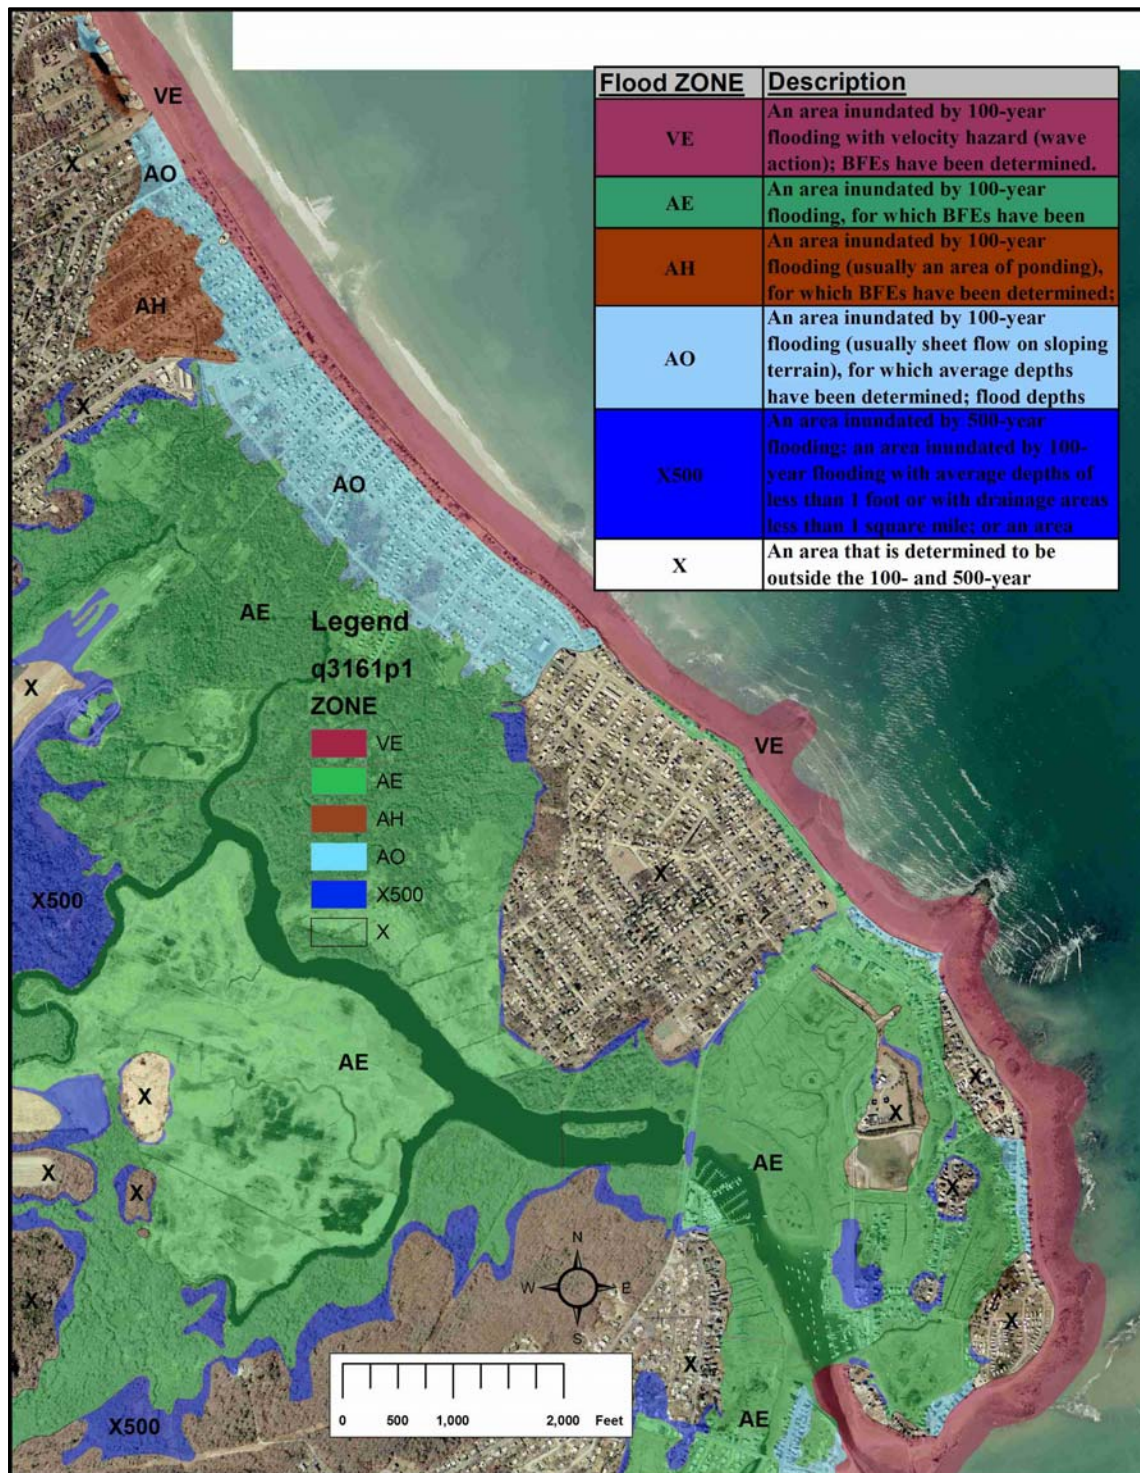 Flood ZONE Description
VE
An area inundated by 100-year
flooding with velocity hazard (wave
action); BFEs have been determined.
AE
An area inundated by 100-year
flooding, for which BFEs have been
AH
An area inundated by 100-year
flooding (usually an area of ponding),
for which BFEs have been determined;
AO
An area inundated by 100-year
flooding (usually sheet flow on sloping
terrain), for which average depths
have been determined; flood depths
X500
An area inundated by 500-year
flooding; an area inundated by 100-
year flooding with average depths of
less than 1 foot or with drainage areas
less than 1 square mile; or an area
X
An area that is determined to be
outside the 100- and 500-year
VE
X
AO
AH
X
AO
AE
Legend
q3161p1
ZONE
VE
AE
AH
AO
X500
X
X
VE
X
X500
AE
X
X
X
X
X
AE
X
X
X
X
X
AE
X500
N
W E
S
0 500 1,000 2,000 Feet